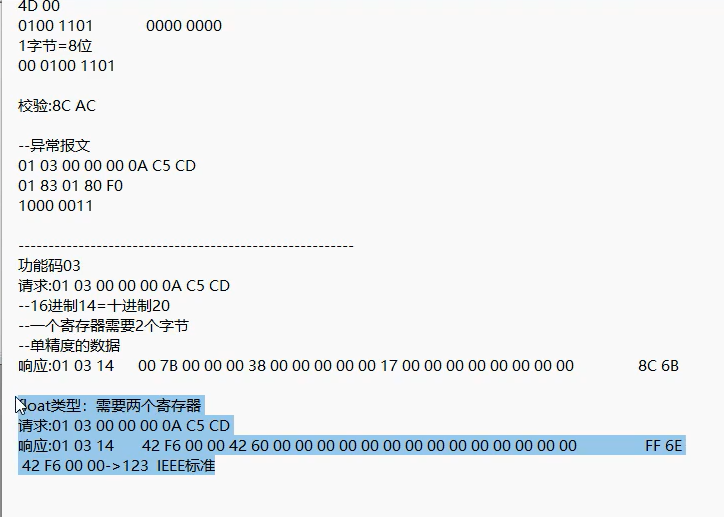 4D 00
0100 1101 0000 0000
1字节=8位
00 0100 1101
校验:8C AC
--异常报文
01 03 00 00 00 0A C5 CD
01 83 01 80 F0
1000 0011
--------------------------------------------------------
功能码03
请求:01 03 00 00 00 0A C5 CD
--16进制14=十进制20
--一个寄存器需要2个字节
--单精度的数据
响应:01 03 14 00 7B 00 00 00 38 00 00 00 00 00 17 00 00 00 00 00 00 00 00 00 8C 6B
loat类型：需要两个寄存器
请求:01 03 00 00 00 0A C5 CD
响应:01 03 14 42 F6 00 00 42 60 00 00 00 00 00 00 00 00 00 00 00 00 00 00 FF 6E
42 F6 00 00->123 IEEE标准